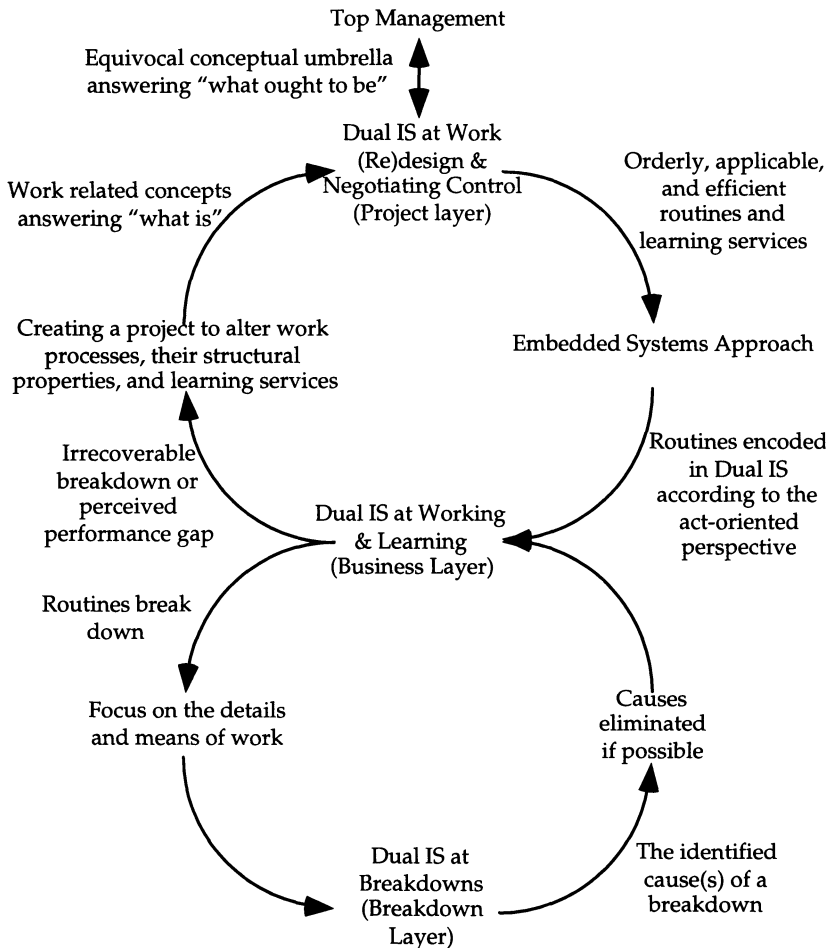 Top Management
Equivocal conceptual umbrella
answering “what ought to be”
Dual IS at Work
(Re)design &
Negotiating Control
(Project layer)
Work related concepts
answering “what is”
Orderly, applicable,
and efficient
routines and
learning services
Creating a project to alter work
processes, their structural
properties, and learning services
Embedded Systems Approach
Irrecoverable
breakdown or
perceived
performance gap
Routines encoded
in Dual IS
according to the
act-oriented
perspective
Dual IS at Working
& Learning
(Business Layer)
Routines break
down
Focus on the details
and means of work
Causes
eliminated
if possible
Dual IS at
Breakdowns
(Breakdown
Layer)
The identified
cause(s) of a
breakdown